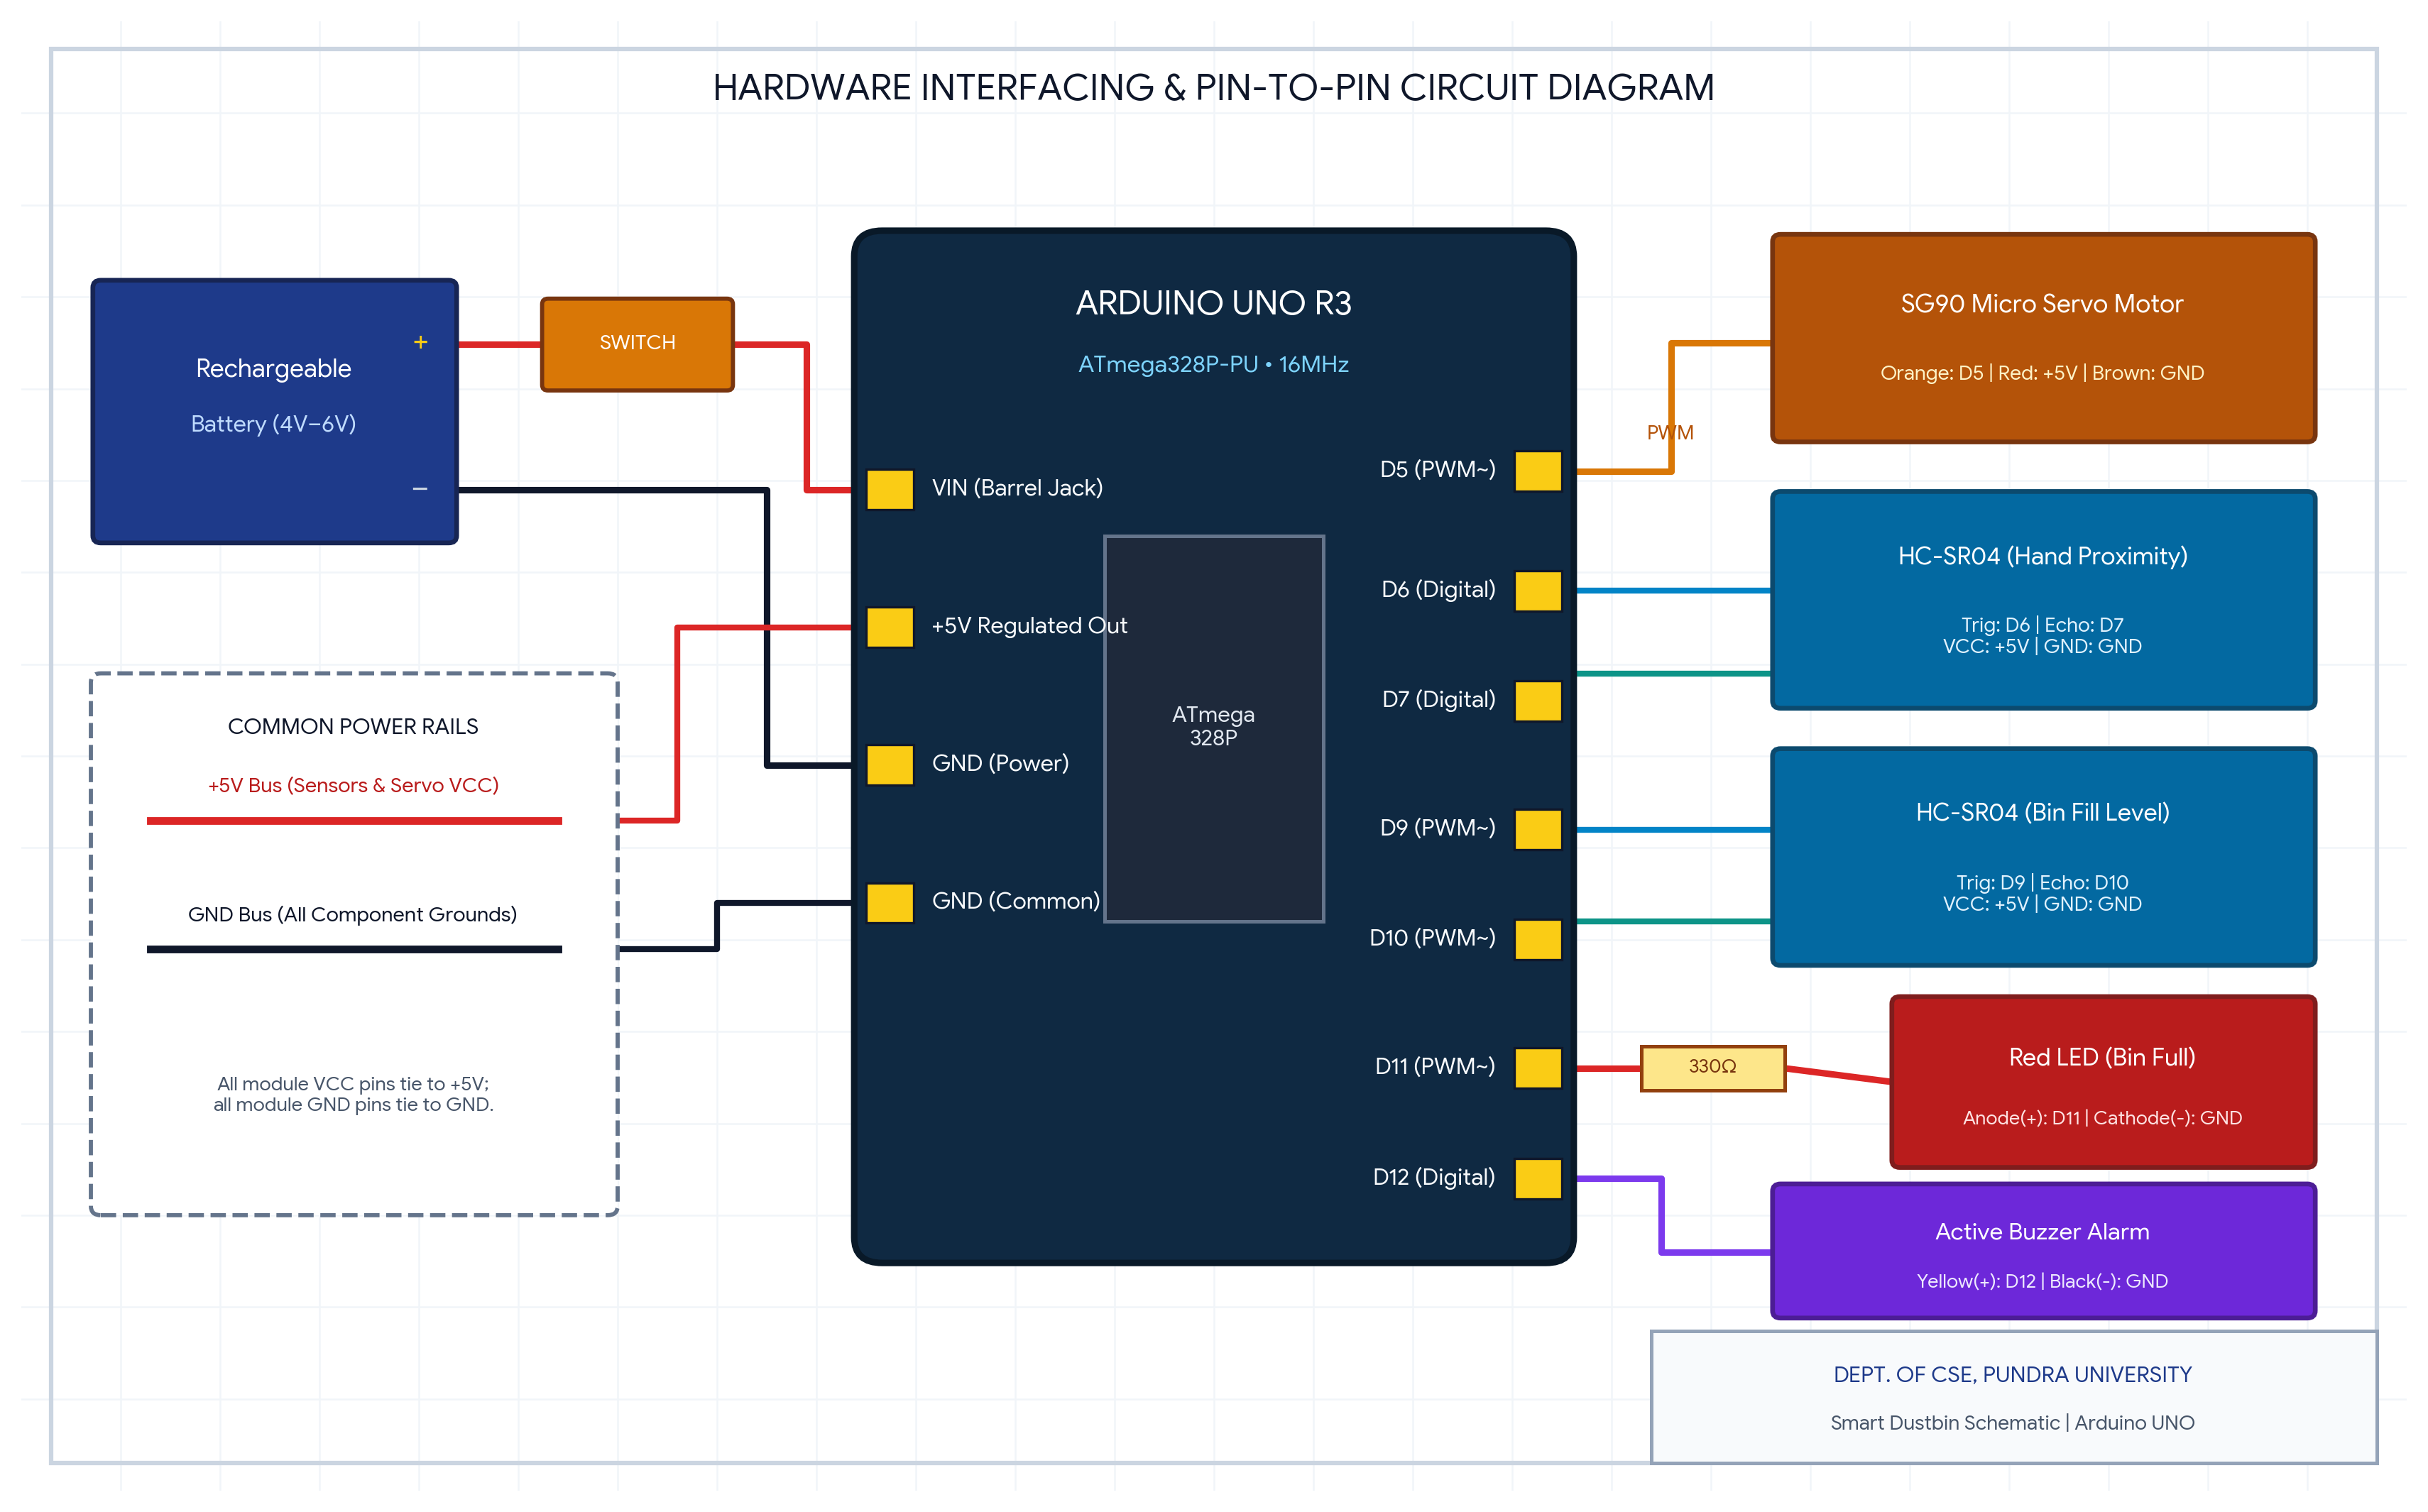 HARDWARE INTERFACING & PIN-TO-PIN CIRCUIT DIAGRAM
Rechargeable
Battery (4V–6V)
+
–
SWITCH
COMMON POWER RAILS
+5V Bus (Sensors & Servo VCC)
GND Bus (All Component Grounds)
All module VCC pins tie to +5V;
all module GND pins tie to GND.
ARDUINO UNO R3
ATmega328P-PU • 16MHz
VIN (Barrel Jack)
+5V Regulated Out
GND (Power)
GND (Common)
ATmega
328P
D5 (PWM~)
D6 (Digital)
D7 (Digital)
D9 (PWM~)
D10 (PWM~)
D11 (PWM~)
D12 (Digital)
PWM
330Ω
SG90 Micro Servo Motor
Orange: D5 | Red: +5V | Brown: GND
HC-SR04 (Hand Proximity)
Trig: D6 | Echo: D7
VCC: +5V | GND: GND
HC-SR04 (Bin Fill Level)
Trig: D9 | Echo: D10
VCC: +5V | GND: GND
Red LED (Bin Full)
Anode(+): D11 | Cathode(-): GND
Active Buzzer Alarm
Yellow(+): D12 | Black(-): GND
DEPT. OF CSE, PUNDRA UNIVERSITY
Smart Dustbin Schematic | Arduino UNO